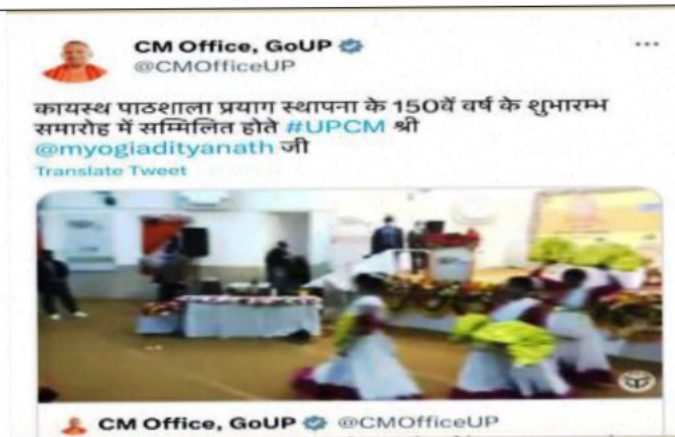 CM Office, GoUP
@CMOfficeUP
कायस्थ पाठशाला प्रयाग स्थापना के 150वें वर्ष के शुभारम्भ
समारोह में सम्मिलित होते #UPCM श्री
@myogiadityanath जी
Translate Tweet
CM Office, GoUP @CMOfficeUP